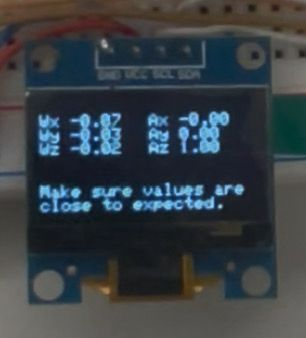 GND VCC SCL SDA
Wx -0.07 Ax -0.00
Wy -0.03 Ay 0.00
Wz -0.02 Az 1.00
Make sure values are
close to expected.